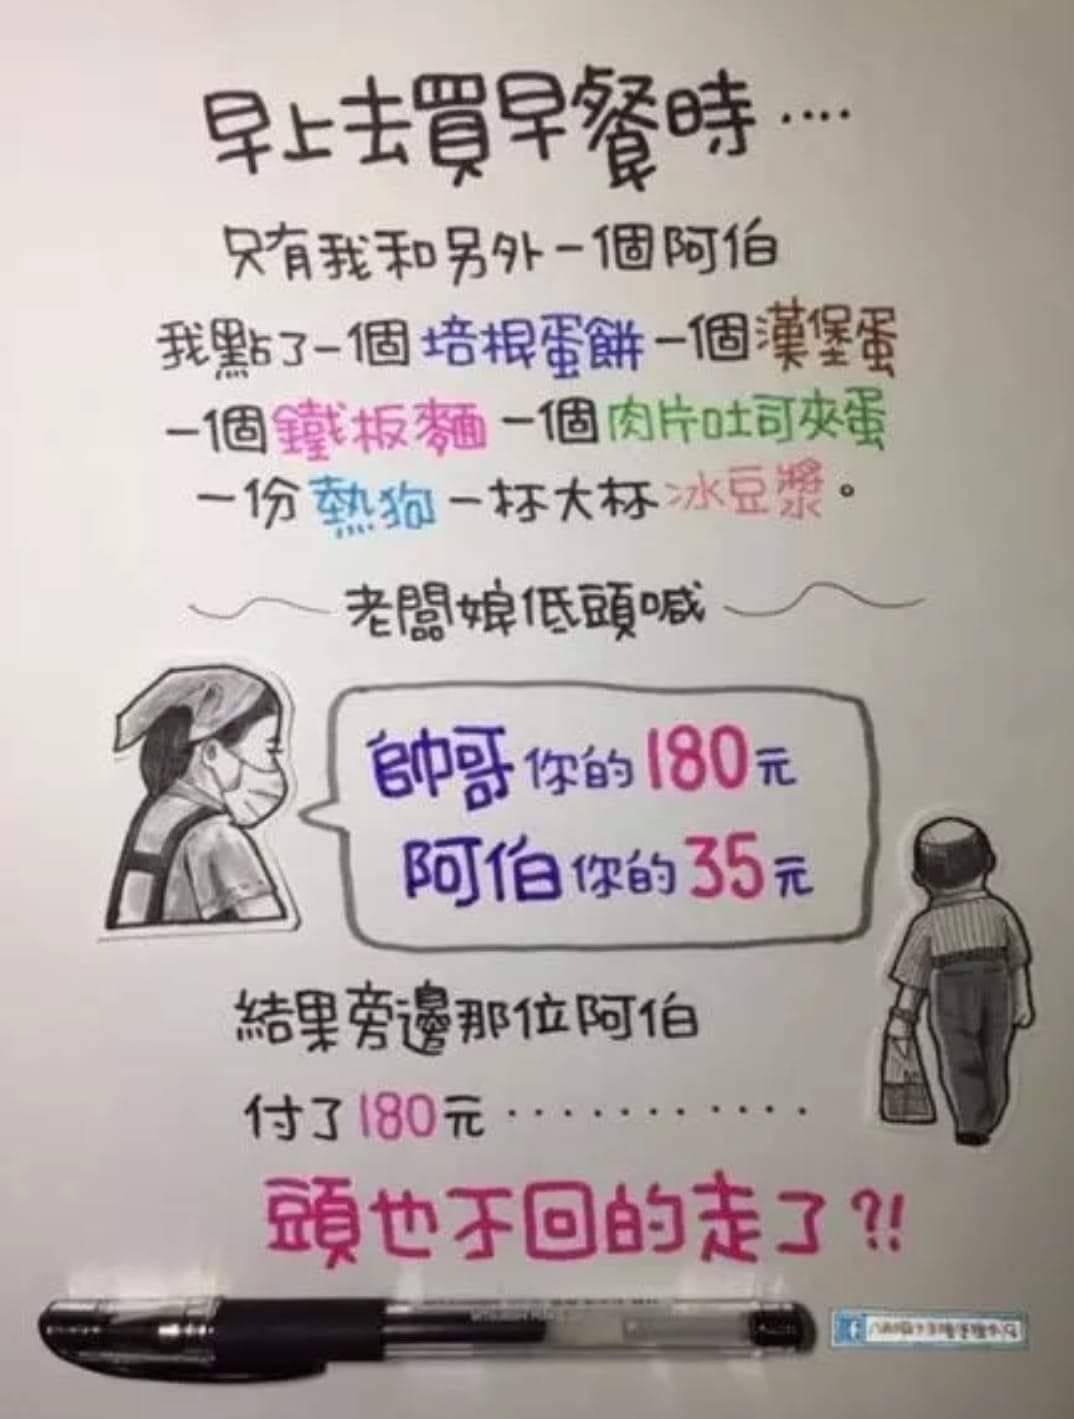 早上去買早餐時....
只有我和另外一個阿伯
我點了一個培根蛋餅一個漢堡蛋
一個鐵板麵一個肉片吐司夾蛋
一份熱狗一杯大杯冰豆漿。
老闆娘低頭喊
帥哥你的180元
阿伯你的35元
結果旁邊那位阿伯
付了180元............
頭也不回的走了?!